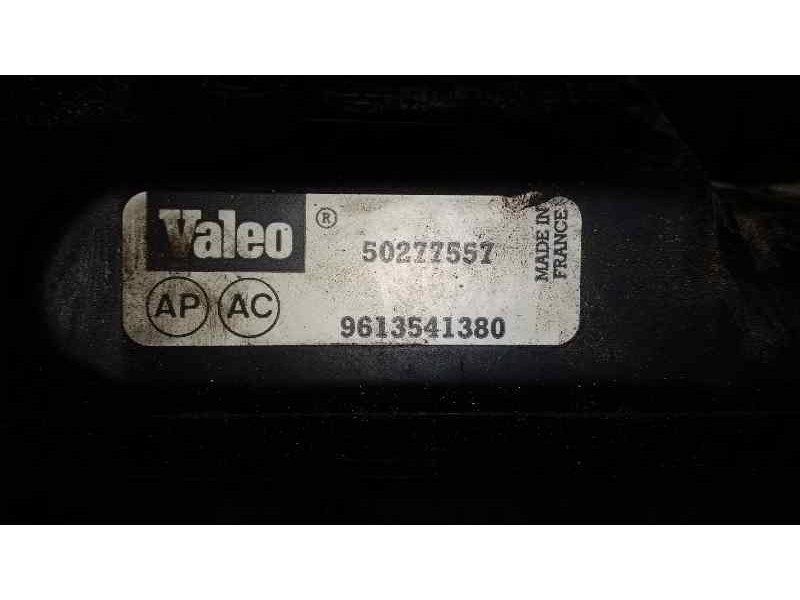 Valeo ®
50277557
AP AC
9613541380
MADE IN
FRANCE